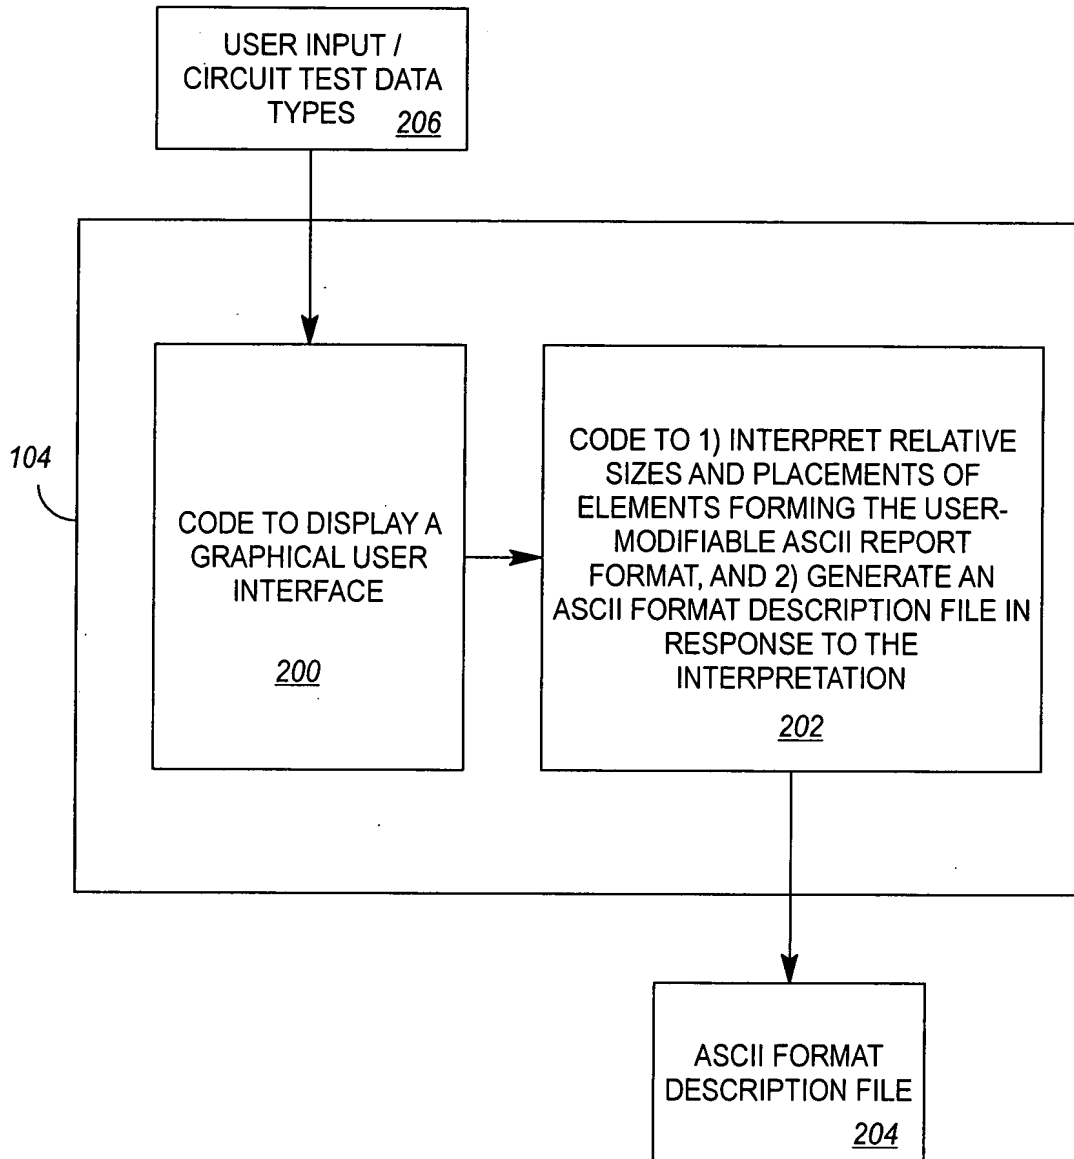 USER INPUT /
CIRCUIT TEST DATA
TYPES
206
104
CODE TO DISPLAY A
GRAPHICAL USER
INTERFACE
200
CODE TO 1) INTERPRET RELATIVE
SIZES AND PLACEMENTS OF
ELEMENTS FORMING THE USER-
MODIFIABLE ASCII REPORT
FORMAT, AND 2) GENERATE AN
ASCII FORMAT DESCRIPTION FILE IN
RESPONSE TO THE
INTERPRETATION
202
ASCII FORMAT
DESCRIPTION FILE
204